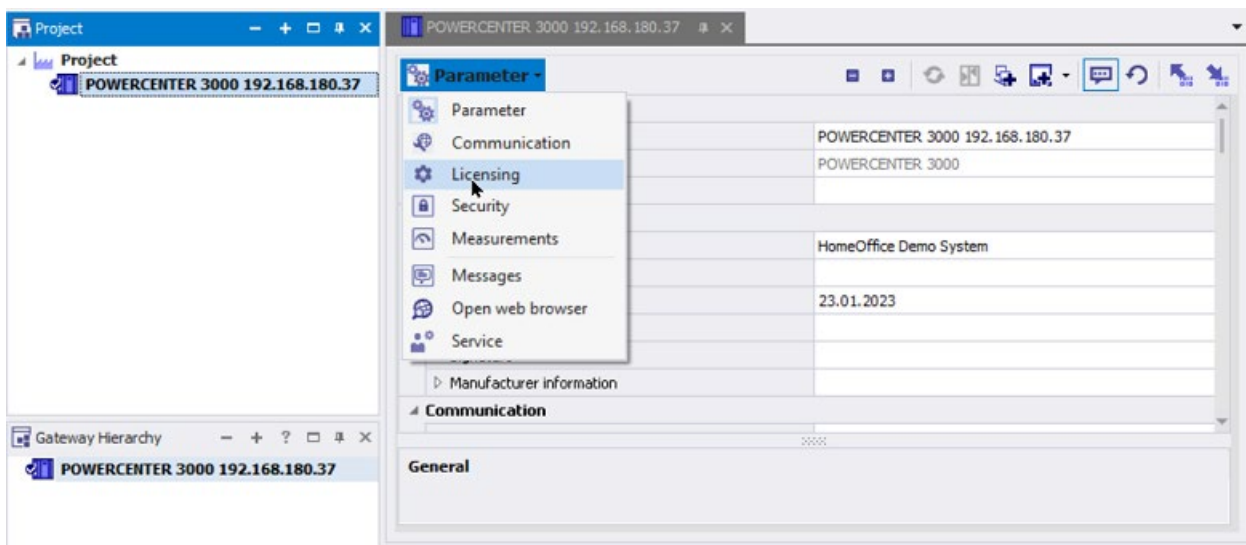 Project
POWERCENTER 3000 192.168.180.37
Project
POWERCENTER 3000 192.168.180.37
Parameter
Parameter
Communication
Licensing
Security
Measurements
Messages
Open web browser
Service
POWERCENTER 3000 192.168.180.37
POWERCENTER 3000
HomeOffice Demo System
23.01.2023
Manufacturer information
Communication
General
Gateway Hierarchy
POWERCENTER 3000 192.168.180.37